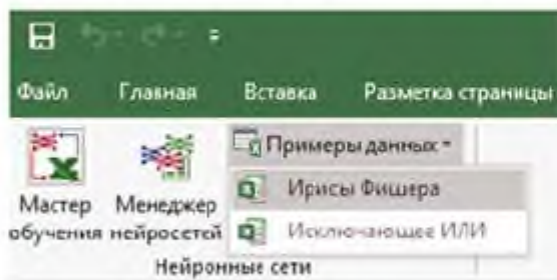 Файл Главная Вставка Разметка страницы
Примеры данных
Ирисы Фишера
Мастер обучения
Менеджер нейросетей
Исключающее ИЛИ
Нейронные сети